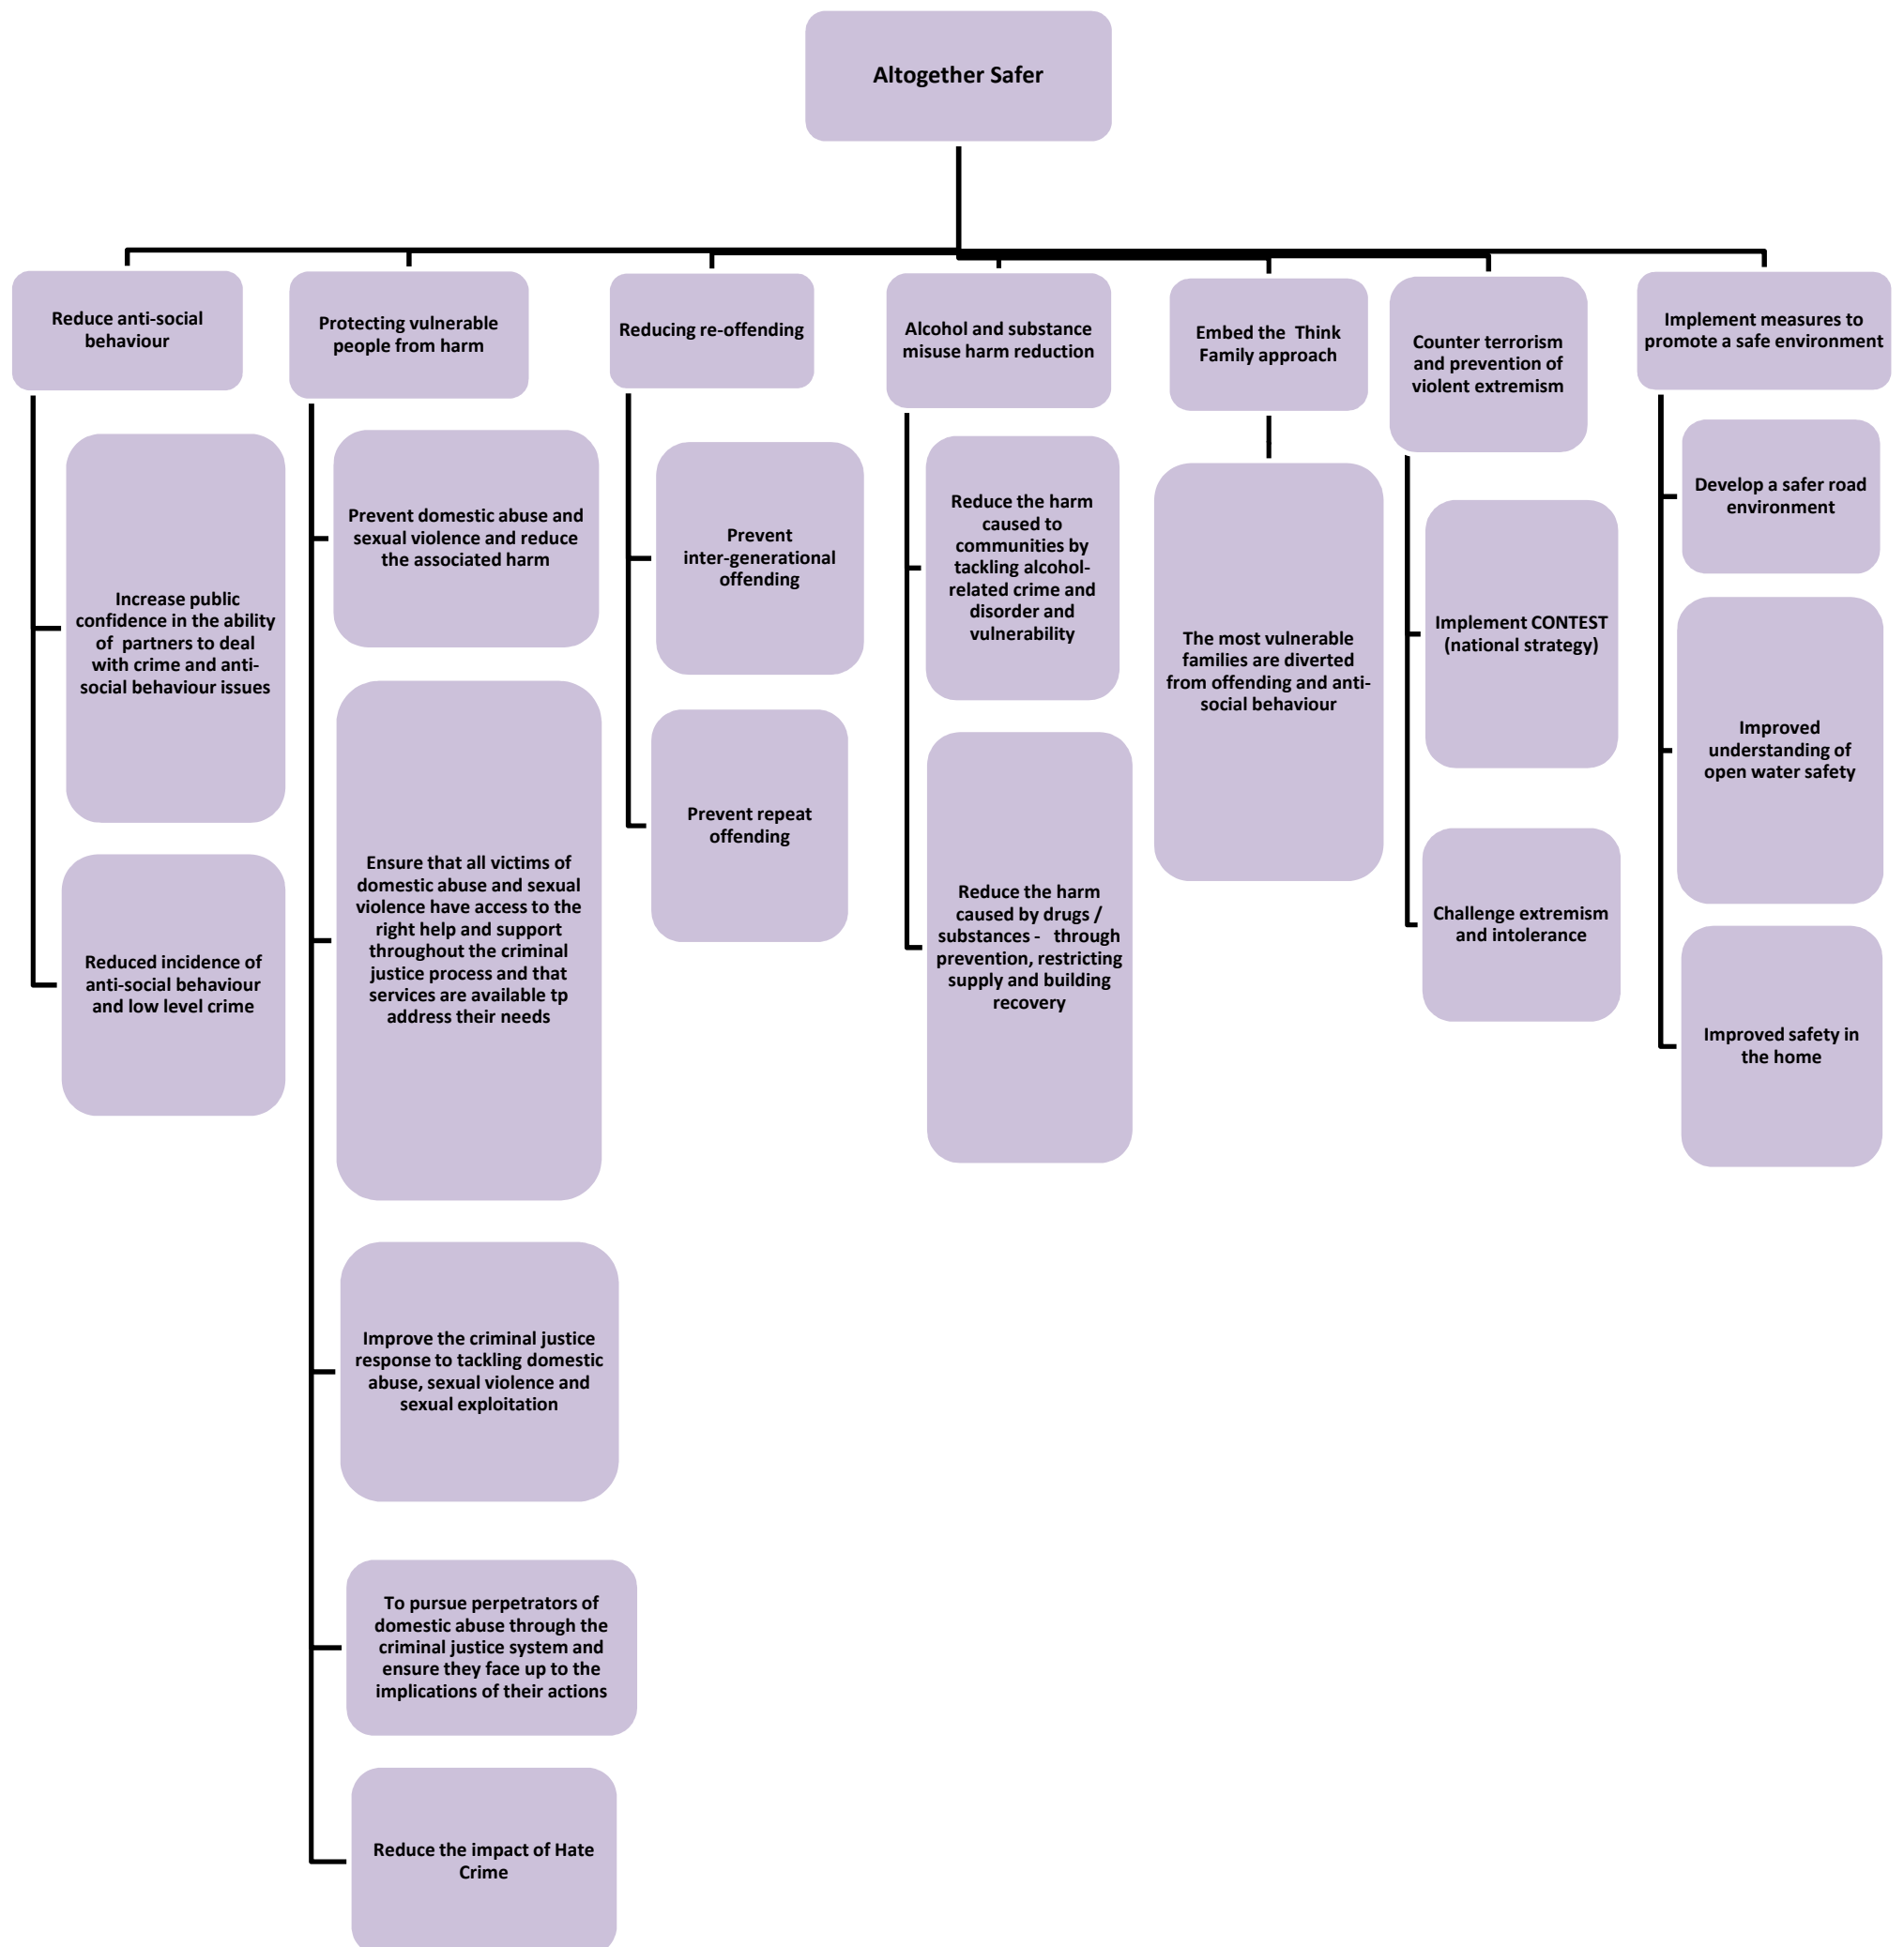 Altogether Safer
Reduce anti-social
behaviour
Increase public
confidence in the ability
of partners to deal
with crime and anti-
social behaviour issues
Reduced incidence of
anti-social behaviour
and low level crime
Protecting vulnerable
people from harm
Prevent domestic abuse and
sexual violence and reduce
the associated harm
Ensure that all victims of
domestic abuse and sexual
violence have access to the
right help and support
throughout the criminal
justice process and that
services are available tp
address their needs
Improve the criminal justice
response to tackling domestic
abuse, sexual violence and
sexual exploitation
To pursue perpetrators of
domestic abuse through the
criminal justice system and
ensure they face up to the
implications of their actions
Reduce the impact of Hate
Crime
Reducing re-offending
Prevent
inter-generational
offending
Prevent repeat
offending
Alcohol and substance
misuse harm reduction
Reduce the harm
caused to
communities by
tackling alcohol-
related crime and
disorder and
vulnerability
Reduce the harm
caused by drugs /
substances - through
prevention, restricting
supply and building
recovery
Embed the Think
Family approach
The most vulnerable
families are diverted
from offending and anti-
social behaviour
Counter terrorism
and prevention of
violent extremism
Implement CONTEST
(national strategy)
Challenge extremism
and intolerance
Implement measures to
promote a safe environment
Develop a safer road
environment
Improved
understanding of
open water safety
Improved safety in
the home